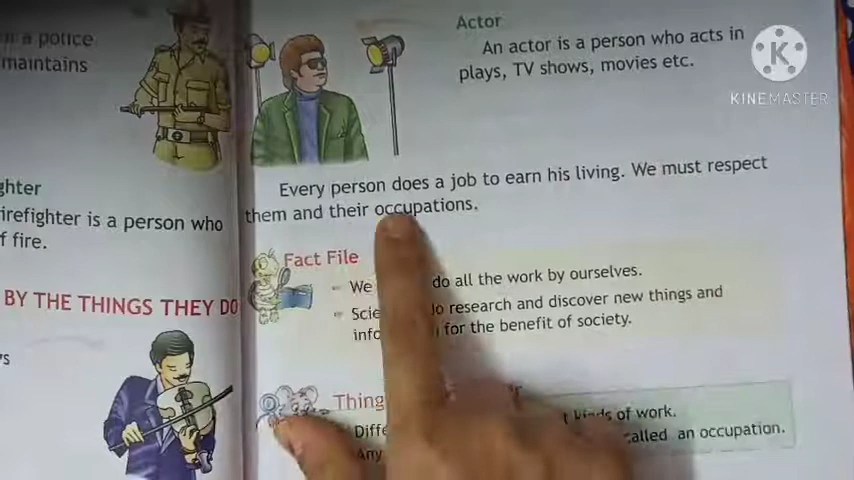 r a police
maintains
ghter
irefighter is a person who
f fire.
BY THE THINGS THEY DO
Actor
An actor is a person who acts in
plays, TV shows, movies etc.
Every person does a job to earn his living. We must respect
them and their occupations.
Fact File
We do all the work by ourselves.
research and discover new things and
for the benefit of society.
Thing
kinds of work.
called an occupation.
Any
KINEMASTER